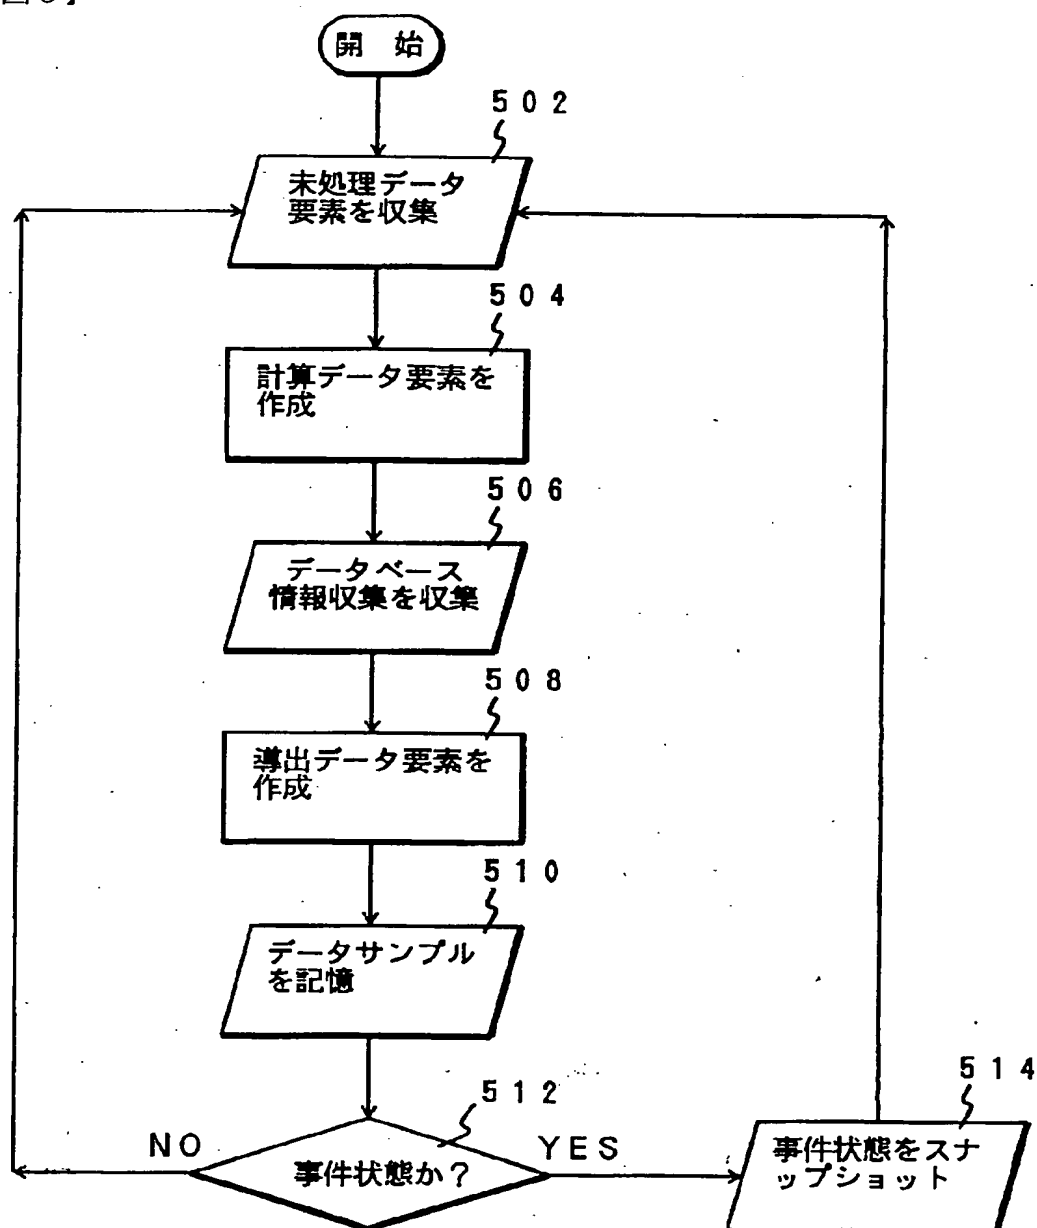 開 始
502
未処理データ
要素を収集
504
計算データ要素を
作成
506
データベース
情報収集を収集
508
導出データ要素を
作成
510
データサンプル
を記憶
512
NO
事件状態か？
YES
514
事件状態をスナ
ップショット